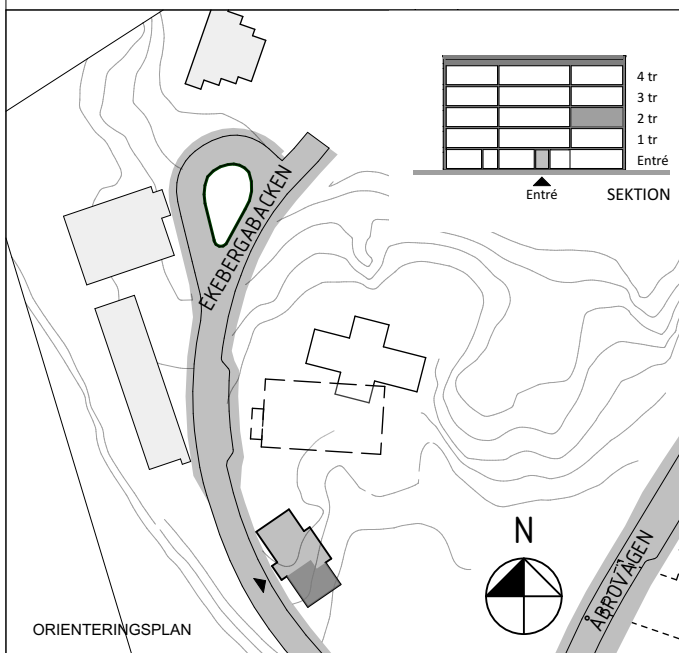 4 tr
3 tr
2 tr
1 tr
Entré
Entré
SEKTION
EKEBERGABACKEN
N
ÅBROVÄGEN
ORIENTERINGSPLAN